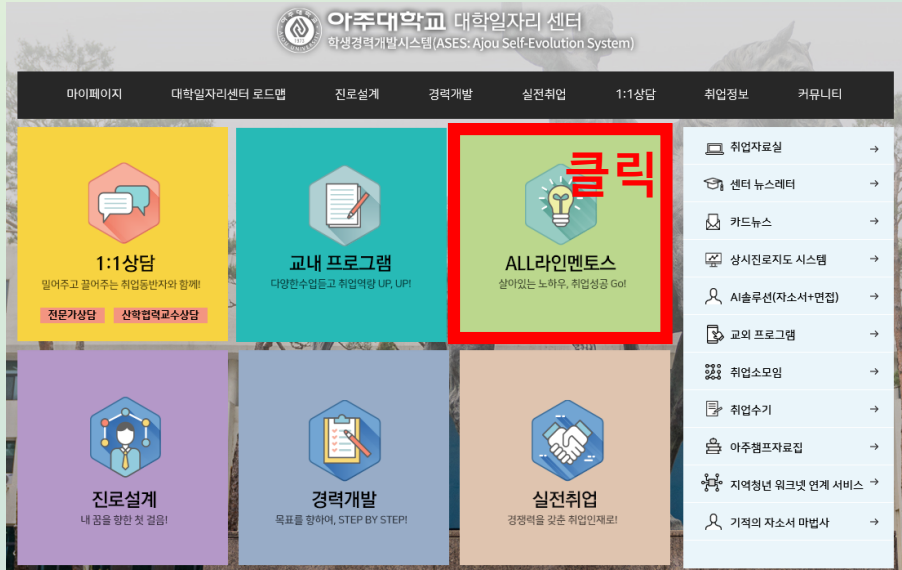 아주대학교 대학일자리 센터
학생경력개발시스템(ASES: Ajou Self-Evolution System)
마이페이지 대학일자리센터 로드맵 진로설계 경력개발 실전취업 1:1상담 취업정보 커뮤니티
1:1상담
밀어주고 끌어주는 취업동반자와 함께!
전문가상담 산학협력교수상담
교내 프로그램
다양한수업듣고 취업역량 UP, UP!
클릭
ALL라인멘토스
살아있는 노하우, 취업성공 Go!
진로설계
내 꿈을 향한 첫 걸음!
경력개발
목표를 향하여, STEP BY STEP!
실전취업
경쟁력을 갖춘 취업인재로!
취업자료실
센터 뉴스레터
카드뉴스
상시진로지도 시스템
AI솔루션(자소서+면접)
교외 프로그램
취업소모임
취업수기
아주챔프자료집
지역청년 워크넷 연계 서비스
기적의 자소서 마법사